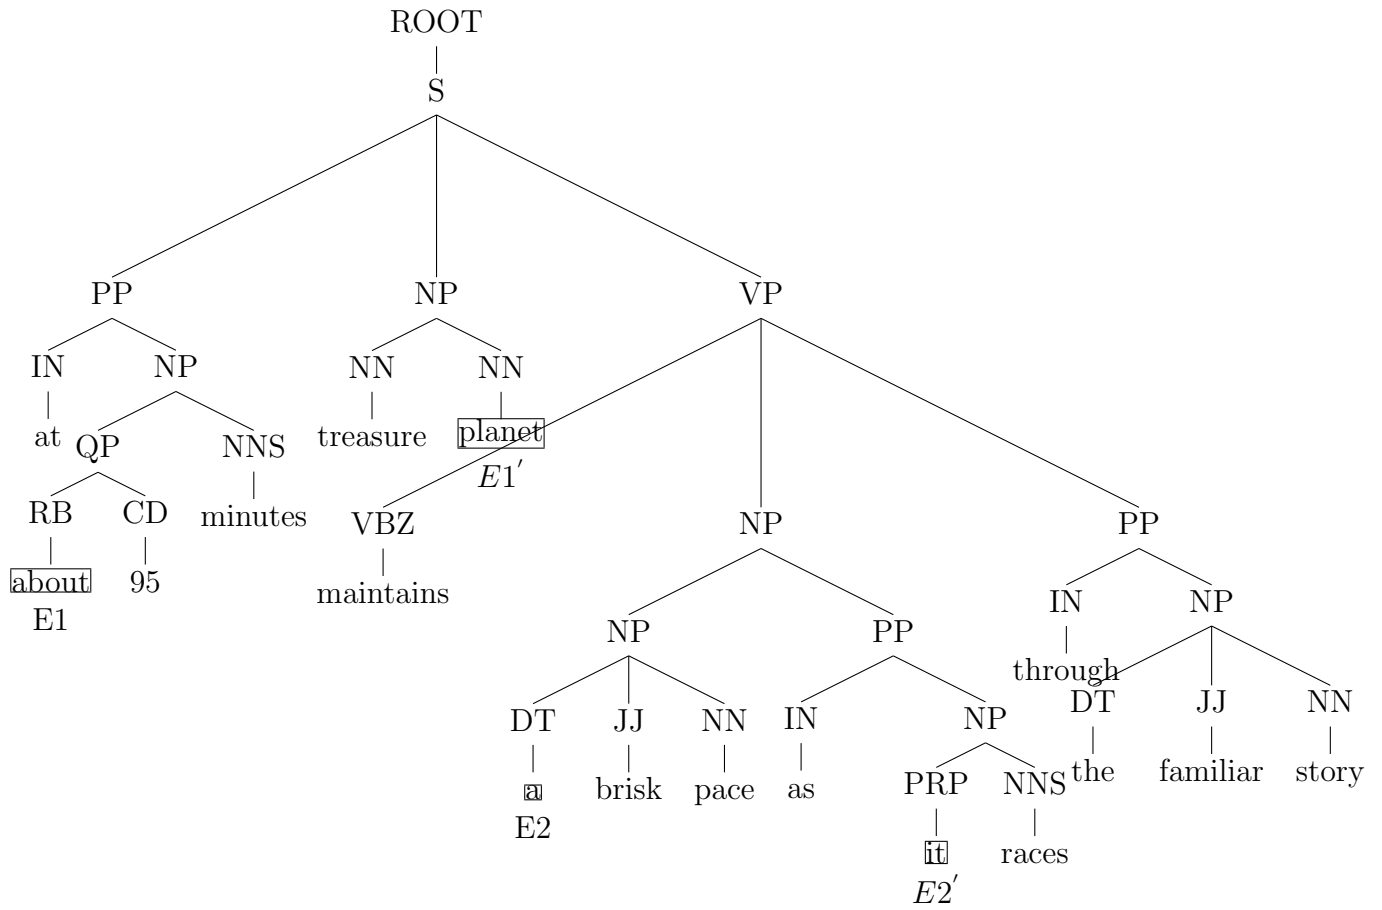 ROOT
S
PP NP VP
IN NP NN NN
at QP NNS treasure planet
E1′
RB CD minutes VBZ NP PP
about 95 maintains
E1
IN NP
NP PP
through
DT JJ NN IN NP DT JJ NN
a brisk pace as PRP NNS the familiar story
E2
it races
E2′